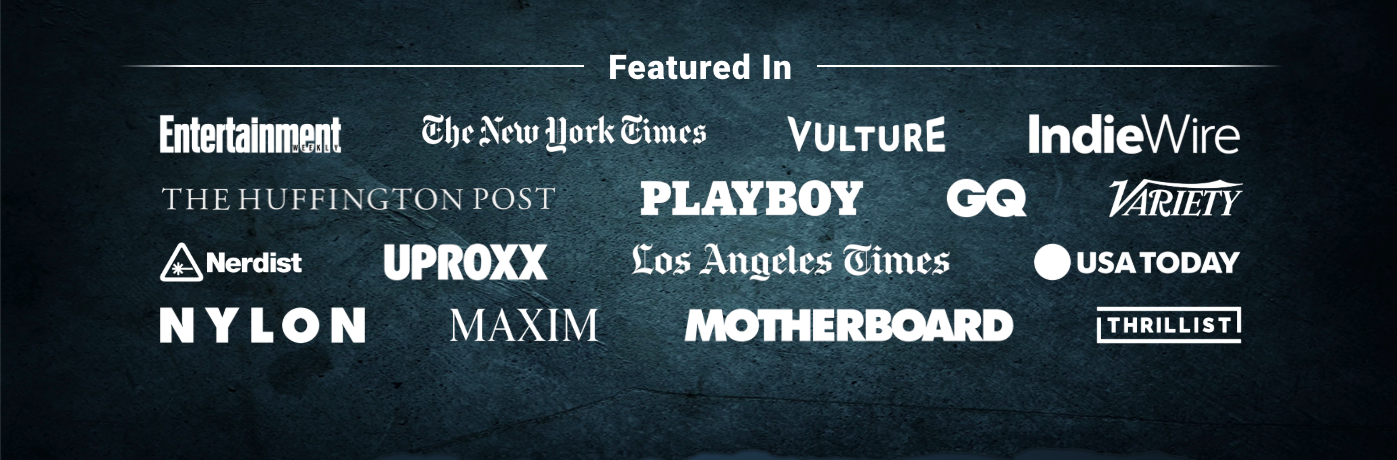 Featured In
Entertainment WEEKLY The New York Times VULTURE IndieWire
THE HUFFINGTON POST PLAYBOY GQ VARIETY
Nerdist UPROXX Los Angeles Times USA TODAY
NYLON MAXIM MOTHERBOARD THRILLIST